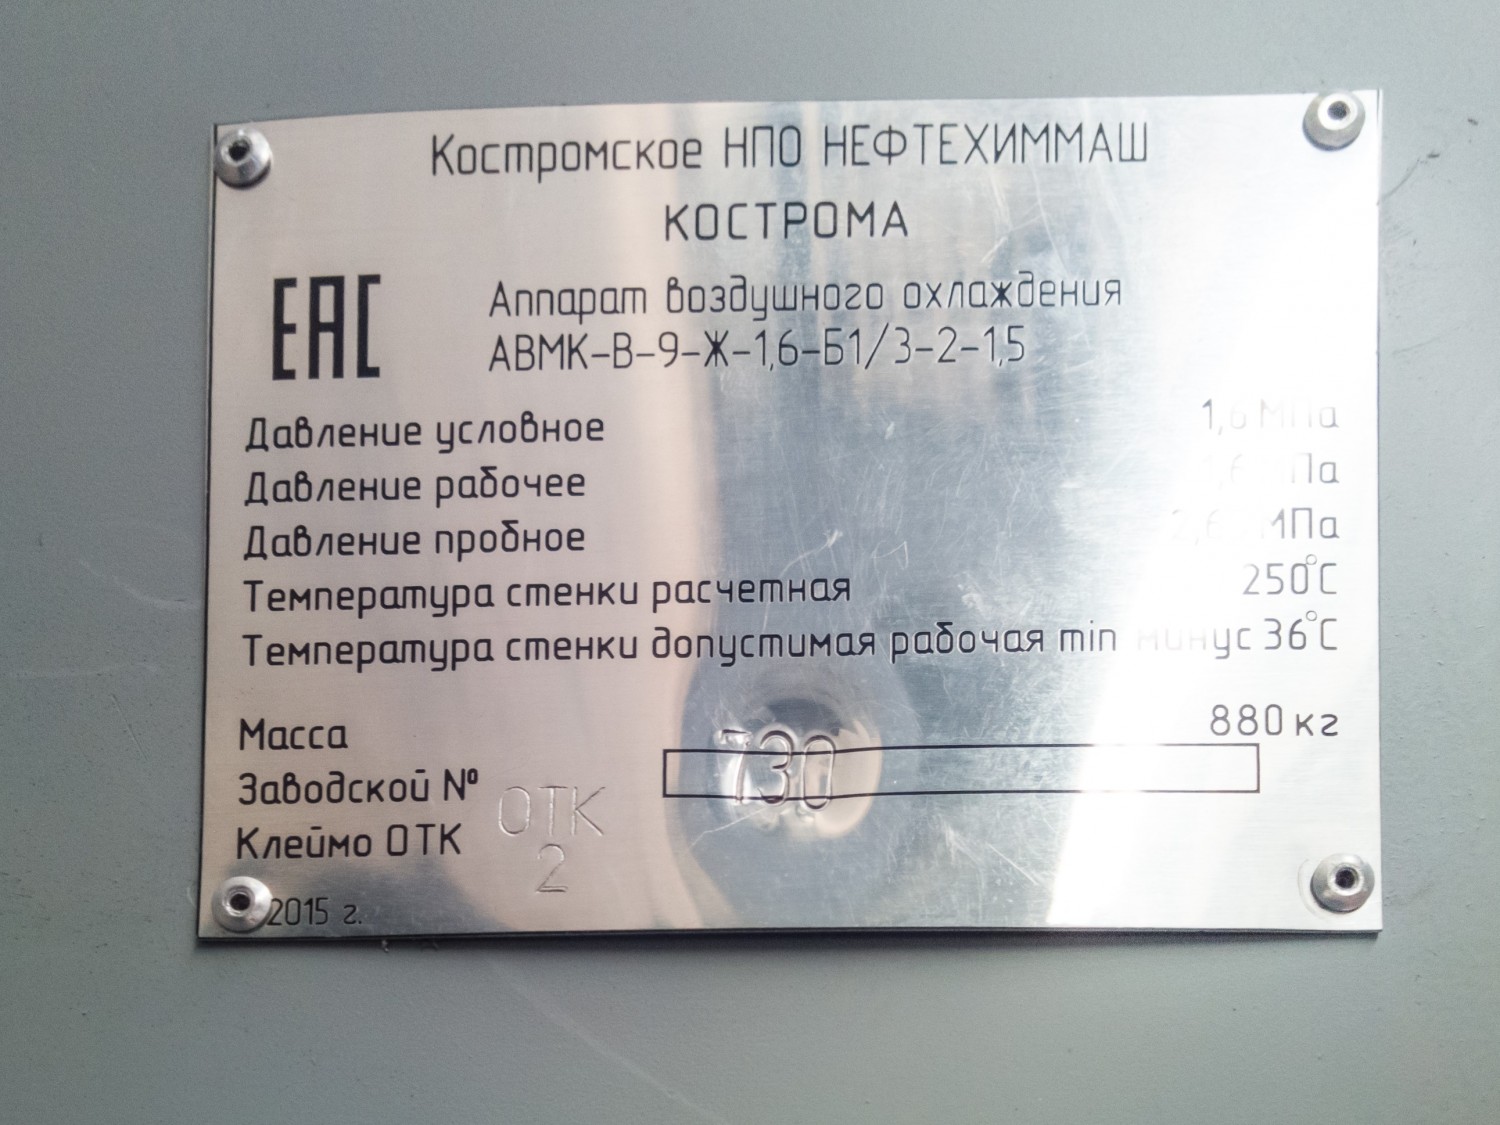 Костромское НПО НЕФТЕХИММАШ
КОСТРОМА
ЕАС
Аппарат воздушного охлаждения
АВМК-В-9-Ж-1,6-Б1/3-2-1,5
Давление условное 1,6 МПа
Давление рабочее
Давление пробное МПа
Температура стенки расчетная 250°С
Температура стенки допустимая рабочая min минус 36°С
Масса 880 кг
Заводской № 730
Клеймо ОТК ОТК
2
2015 г.